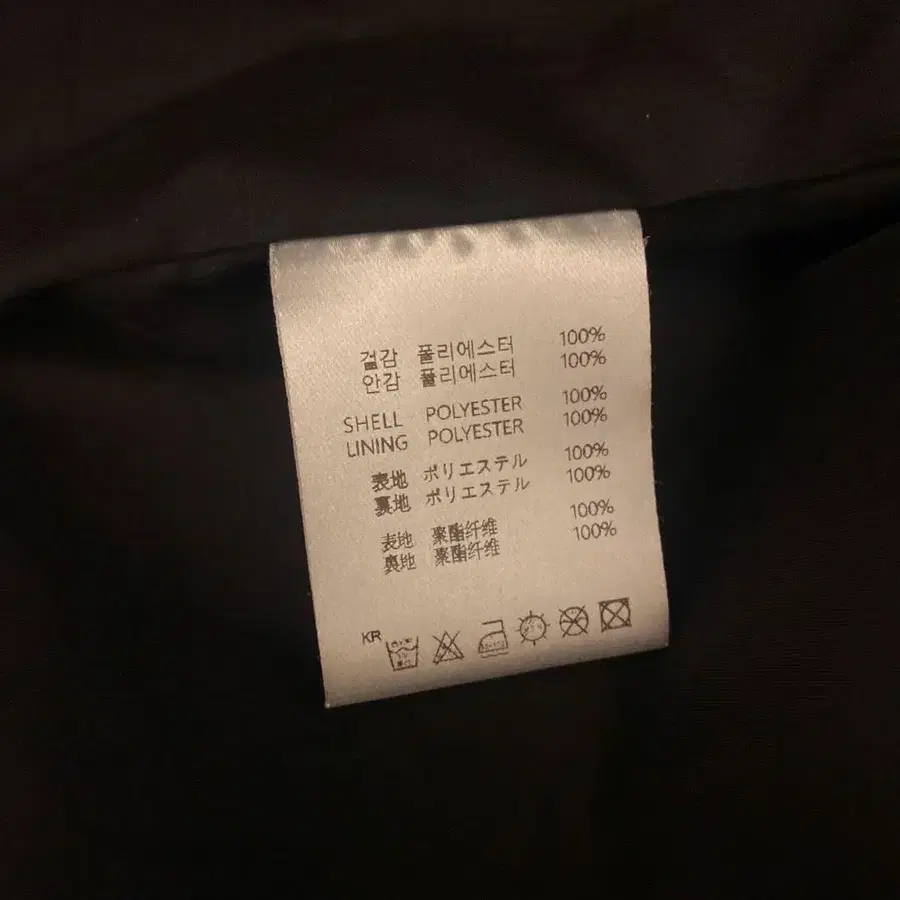 겉감 폴리에스터 100%
안감 폴리에스터 100%
SHELL POLYESTER 100%
LINING POLYESTER 100%
表地 ポリエステル 100%
裏地 ポリエステル 100%
表地 聚酯纤维 100%
裏地 聚酯纤维 100%
KR